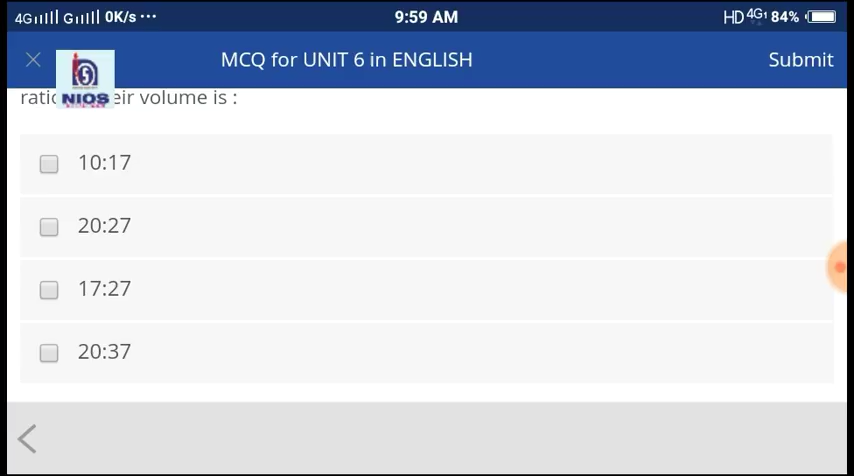 4G G 0K/s ··· 9:59 AM HD 4G 84%
MCQ for UNIT 6 in ENGLISH Submit
NIOS
ratio eir volume is :
10:17
20:27
17:27
20:37